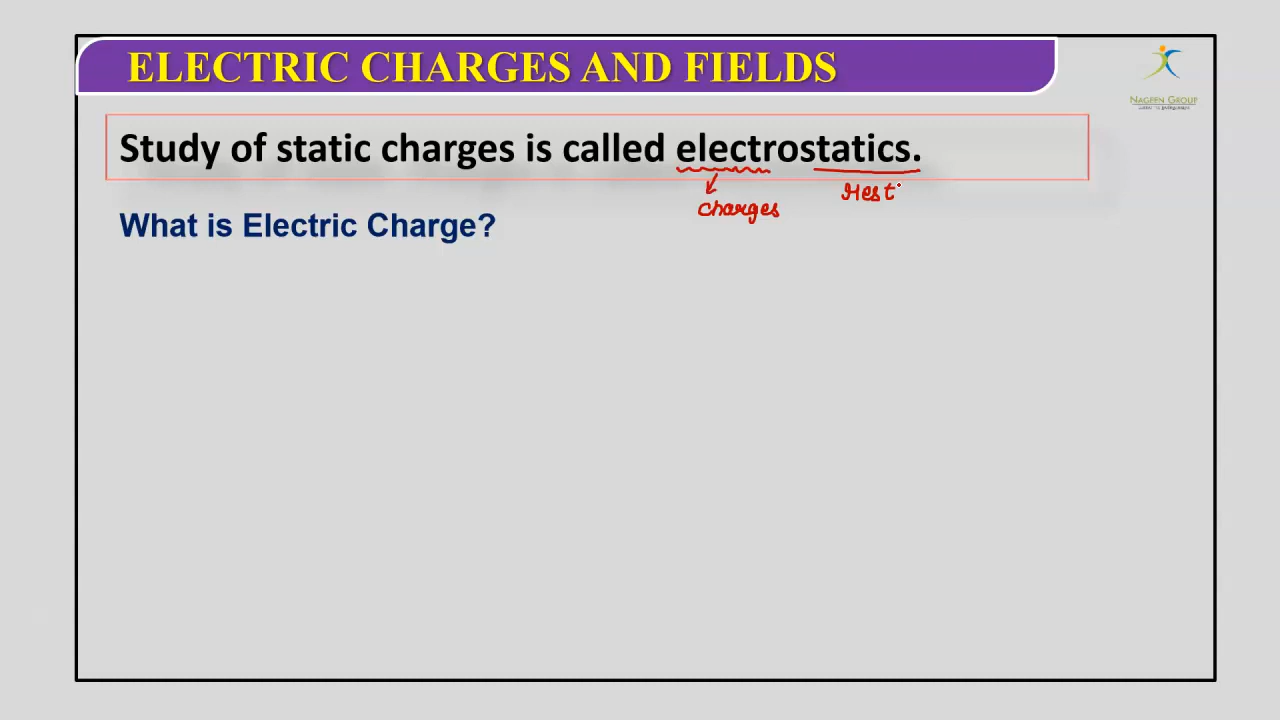 ELECTRIC CHARGES AND FIELDS
NAGEEN GROUP
Study of static charges is called electrostatics.
rest
charges
What is Electric Charge?